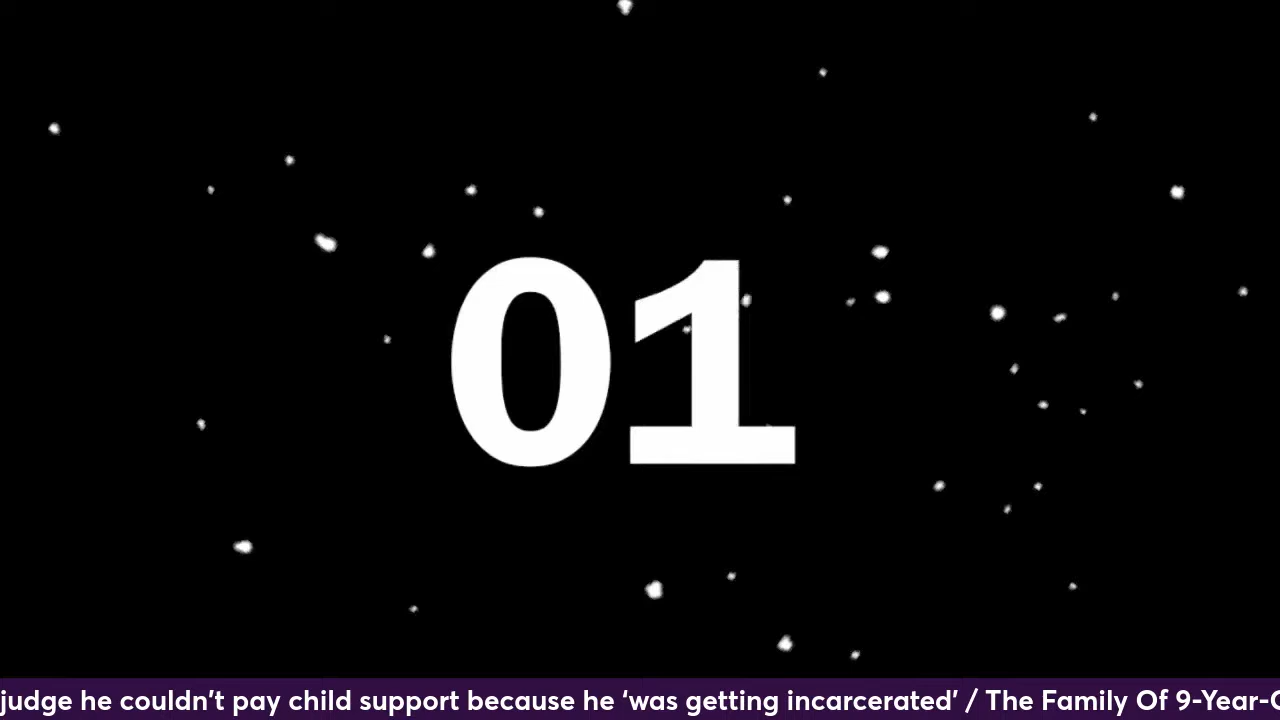 01
judge he couldn’t pay child support because he ‘was getting incarcerated’ / The Family Of 9-Year-